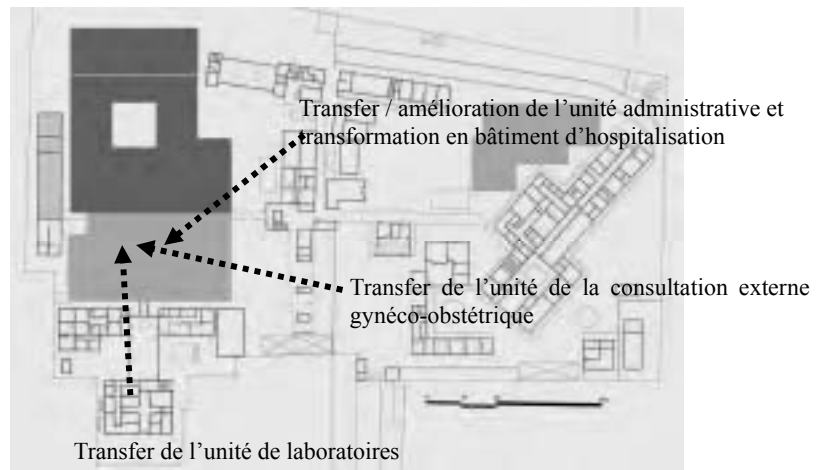 Transfer / amélioration de l’unité administrative et
transformation en bâtiment d’hospitalisation
Transfer de l’unité de la consultation externe
gynéco-obstétrique
Transfer de l’unité de laboratoires